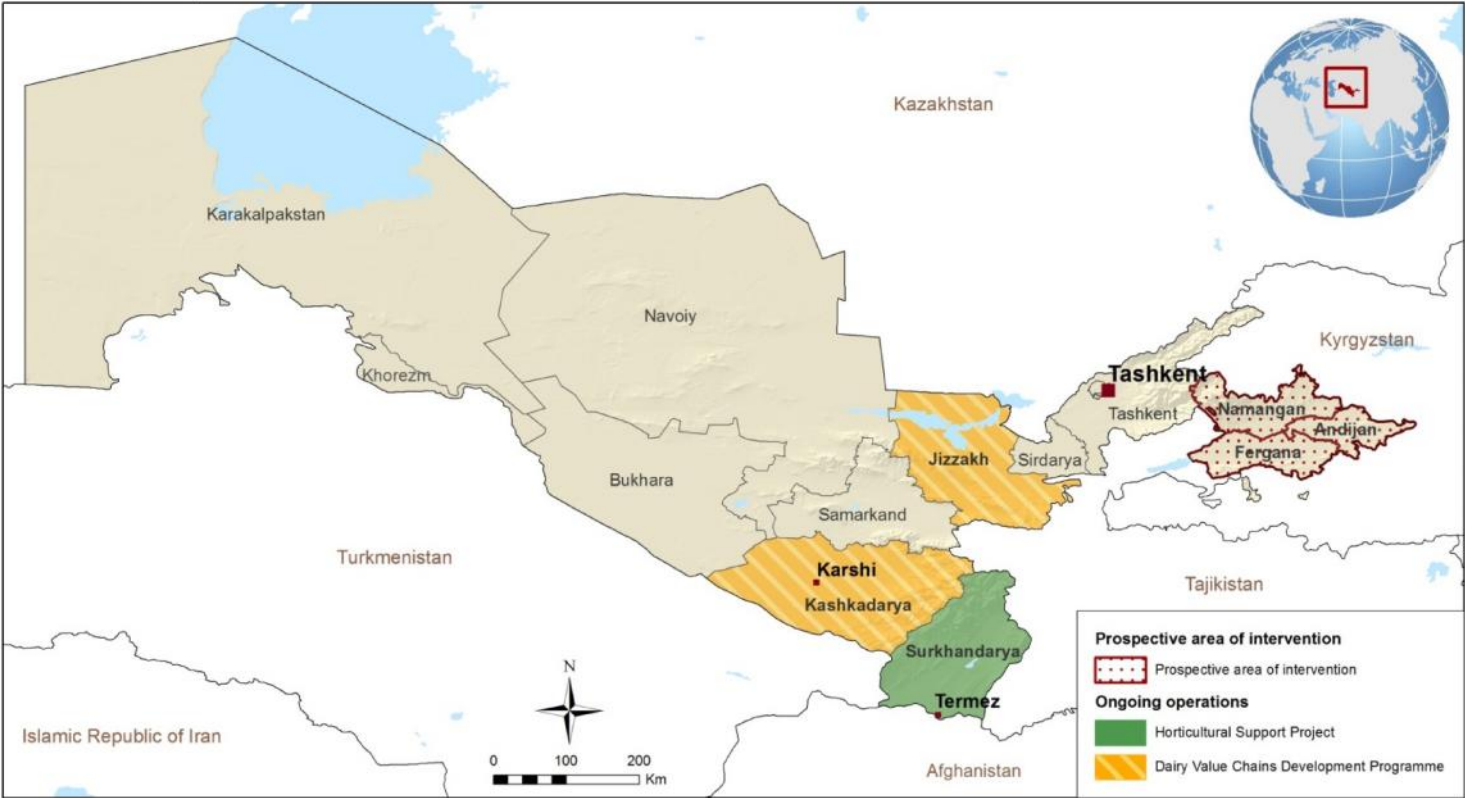 Kazakhstan
Karakalpakstan
Navoiy
Kyrgyzstan
Khorezm
Tashkent
Tashkent
Namangan
Andijan
Fergana
Jizzakh
Sirdarya
Bukhara
Samarkand
Turkmenistan
Karshi
Kashkadarya
Tajikistan
Surkhandarya
Termez
Islamic Republic of Iran
Afghanistan
N
0 100 200
Km
Prospective area of intervention
Prospective area of intervention
Ongoing operations
Horticultural Support Project
Dairy Value Chains Development Programme